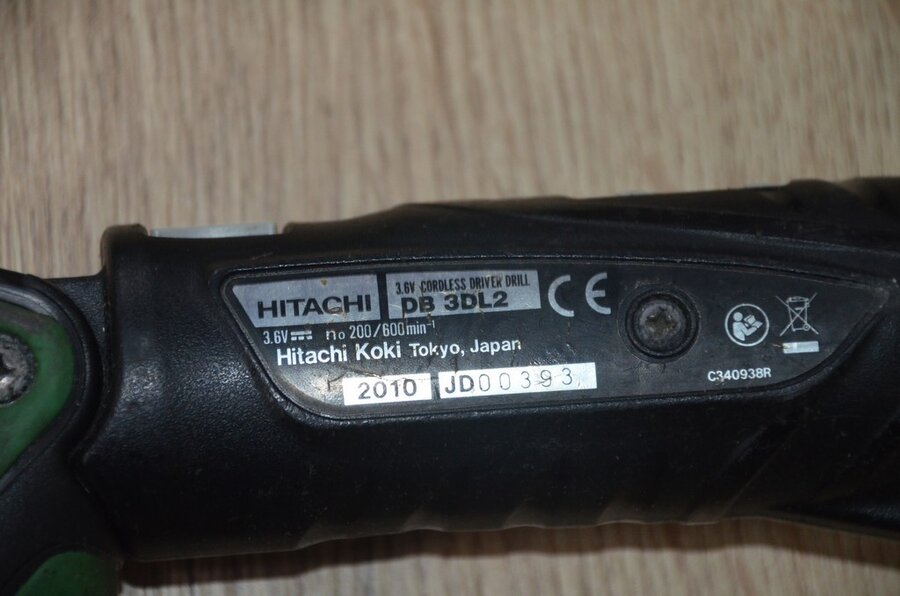 HITACHI
3.6V CORDLESS DRIVER DRILL
DB 3DL2
CE
3.6V⎓ no 200/600min-1
Hitachi Koki Tokyo, Japan
2010 JD00393
C340938R